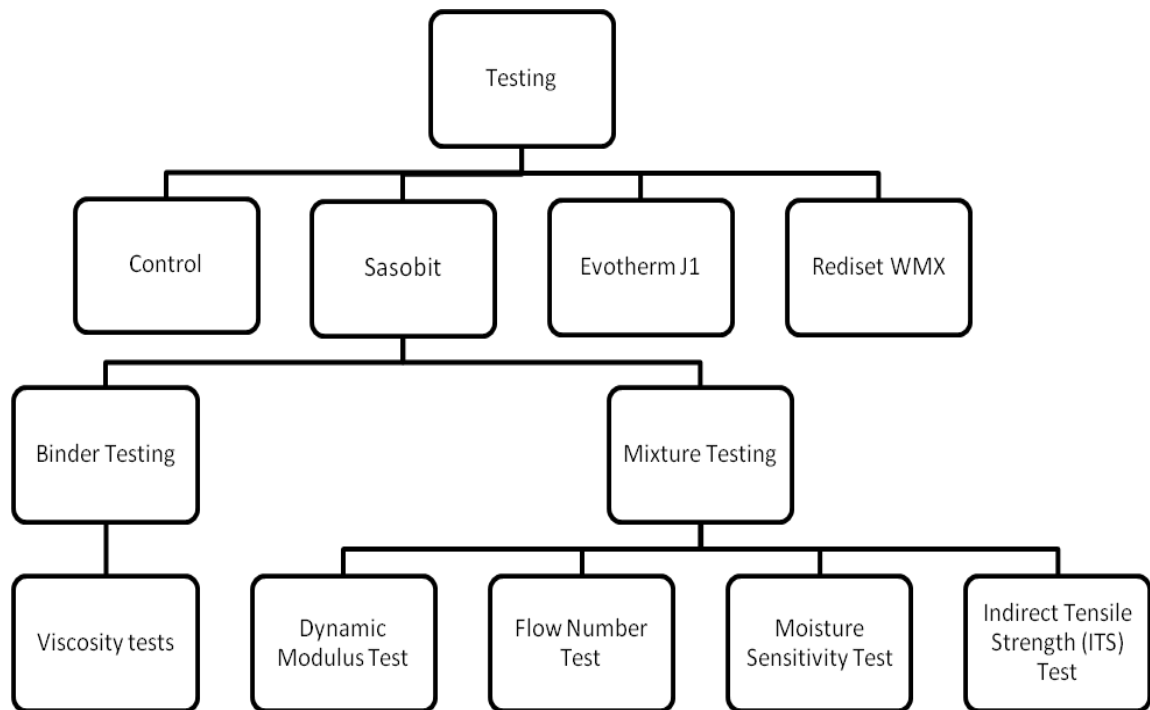 Testing
Control
Sasobit
Evotherm J1
Rediset WMX
Binder Testing
Mixture Testing
Viscosity tests
Dynamic
Modulus Test
Flow Number
Test
Moisture
Sensitivity Test
Indirect Tensile
Strength (ITS)
Test